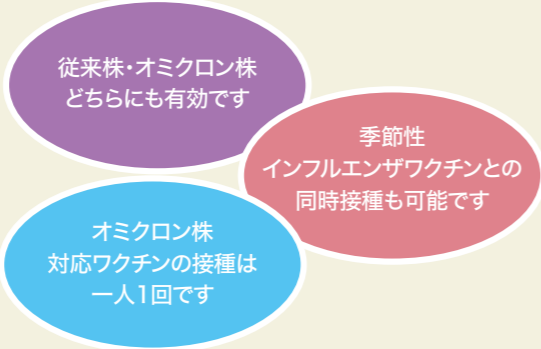 従来株・オミクロン株
どちらにも有効です
季節性
インフルエンザワクチンとの
同時接種も可能です
オミクロン株
対応ワクチンの接種は
一人1回です